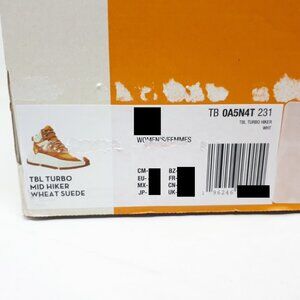 TB 0A5N4T 231
TBL TURBO HIKER
WHT
WOMEN'S/FEMMES
CM- BZ-
EU- FR-
MX- CN-
JP- UK-
TBL TURBO
MID HIKER
WHEAT SUEDE
1 96246